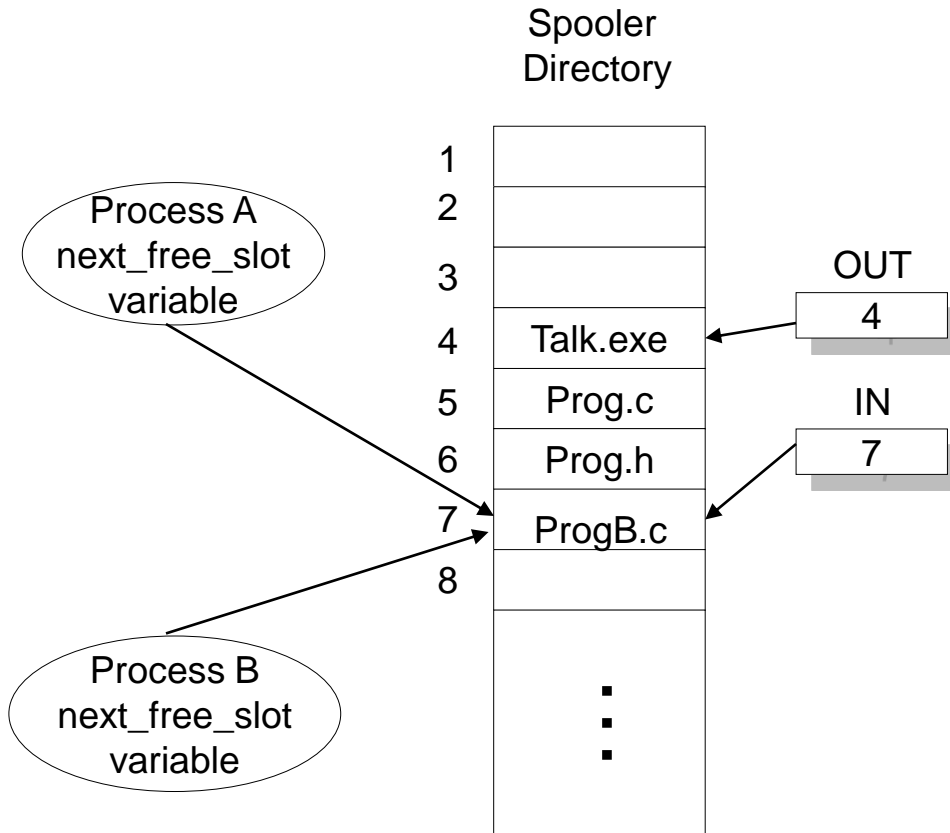 Spooler
Directory
1
2
3
4
5
6
7
8
Process A
next_free_slot
variable
Talk.exe
Prog.c
Prog.h
ProgB.c
OUT
4
IN
7
Process B
next_free_slot
variable